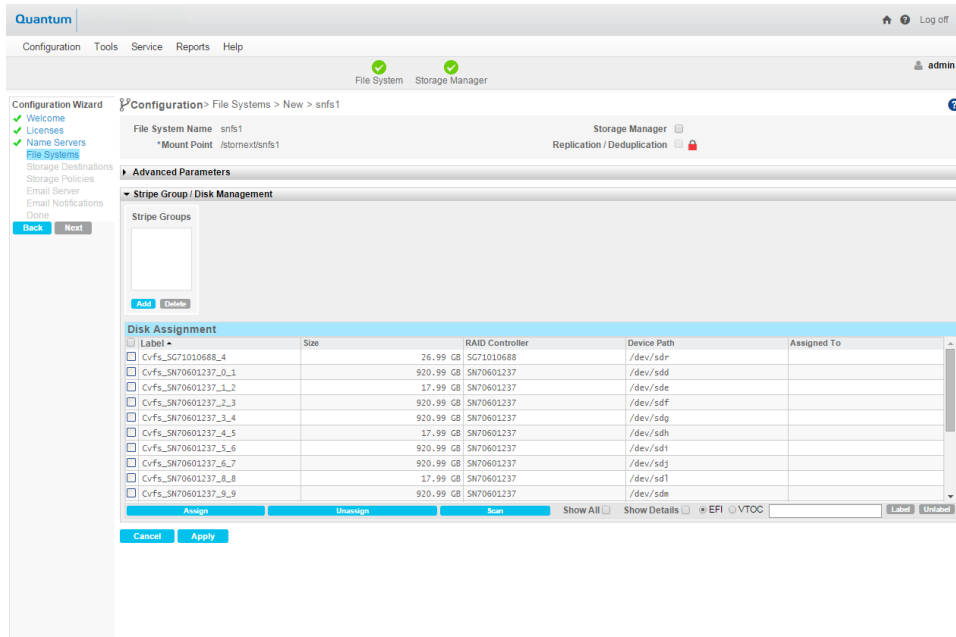 Quantum
Log off
Configuration Tools Service Reports Help
admin
File System Storage Manager
Configuration Wizard
Welcome
Licenses
Name Servers
File Systems
Storage Destinations
Storage Policies
Email Server
Email Notifications
Done
Back Next
Configuration> File Systems > New > snfs1
File System Name snfs1
Storage Manager
*Mount Point /stornext/snfs1
Replication / Deduplication
Advanced Parameters
Stripe Group / Disk Management
Stripe Groups
Add Delete
Disk Assignment
Label Size RAID Controller Device Path Assigned To
Cvfs_SG71010688_4 26.99 GB SG71010688 /dev/sdr
Cvfs_SN70601237_0_1 920.99 GB SN70601237 /dev/sdd
Cvfs_SN70601237_1_2 17.99 GB SN70601237 /dev/sde
Cvfs_SN70601237_2_3 920.99 GB SN70601237 /dev/sdf
Cvfs_SN70601237_3_4 920.99 GB SN70601237 /dev/sdg
Cvfs_SN70601237_4_5 17.99 GB SN70601237 /dev/sdh
Cvfs_SN70601237_5_6 920.99 GB SN70601237 /dev/sdi
Cvfs_SN70601237_6_7 920.99 GB SN70601237 /dev/sdj
Cvfs_SN70601237_8_8 17.99 GB SN70601237 /dev/sdl
Cvfs_SN70601237_9_9 920.99 GB SN70601237 /dev/sdm
Assign Unassign Scan Show All Show Details EFI VTOC Label Unlabel
Cancel Apply